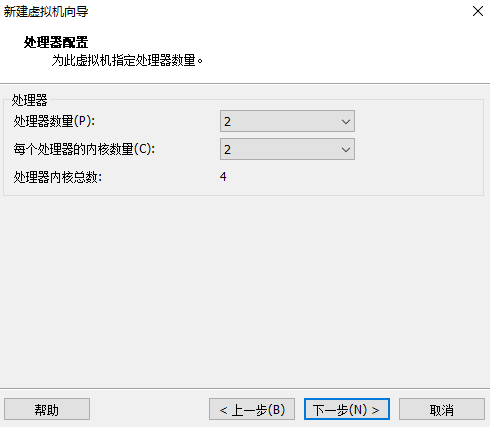 新建虚拟机向导
处理器配置
为此虚拟机指定处理器数量。
处理器
处理器数量(P): 2
每个处理器的内核数量(C): 2
处理器内核总数: 4
帮助 < 上一步(B) 下一步(N) > 取消